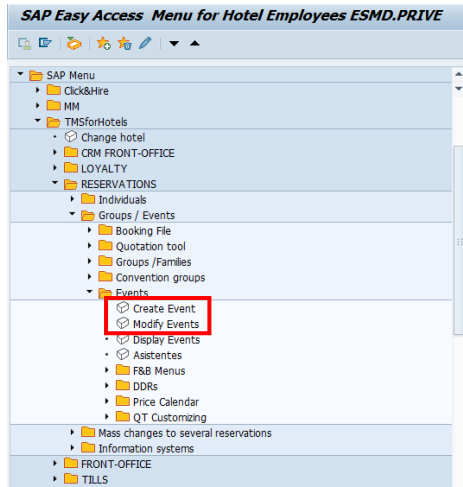 SAP Easy Access Menu for Hotel Employees ESMD.PRIVE
SAP Menu
Click&Hire
MM
TMSforHotels
Change hotel
CRM FRONT-OFFICE
LOYALTY
RESERVATIONS
Individuals
Groups / Events
Booking File
Quotation tool
Groups /Families
Convention groups
Events
Create Event
Modify Events
Display Events
Asistentes
F&B Menus
DDRs
Price Calendar
QT Customizing
Mass changes to several reservations
Information systems
FRONT-OFFICE
TILLS